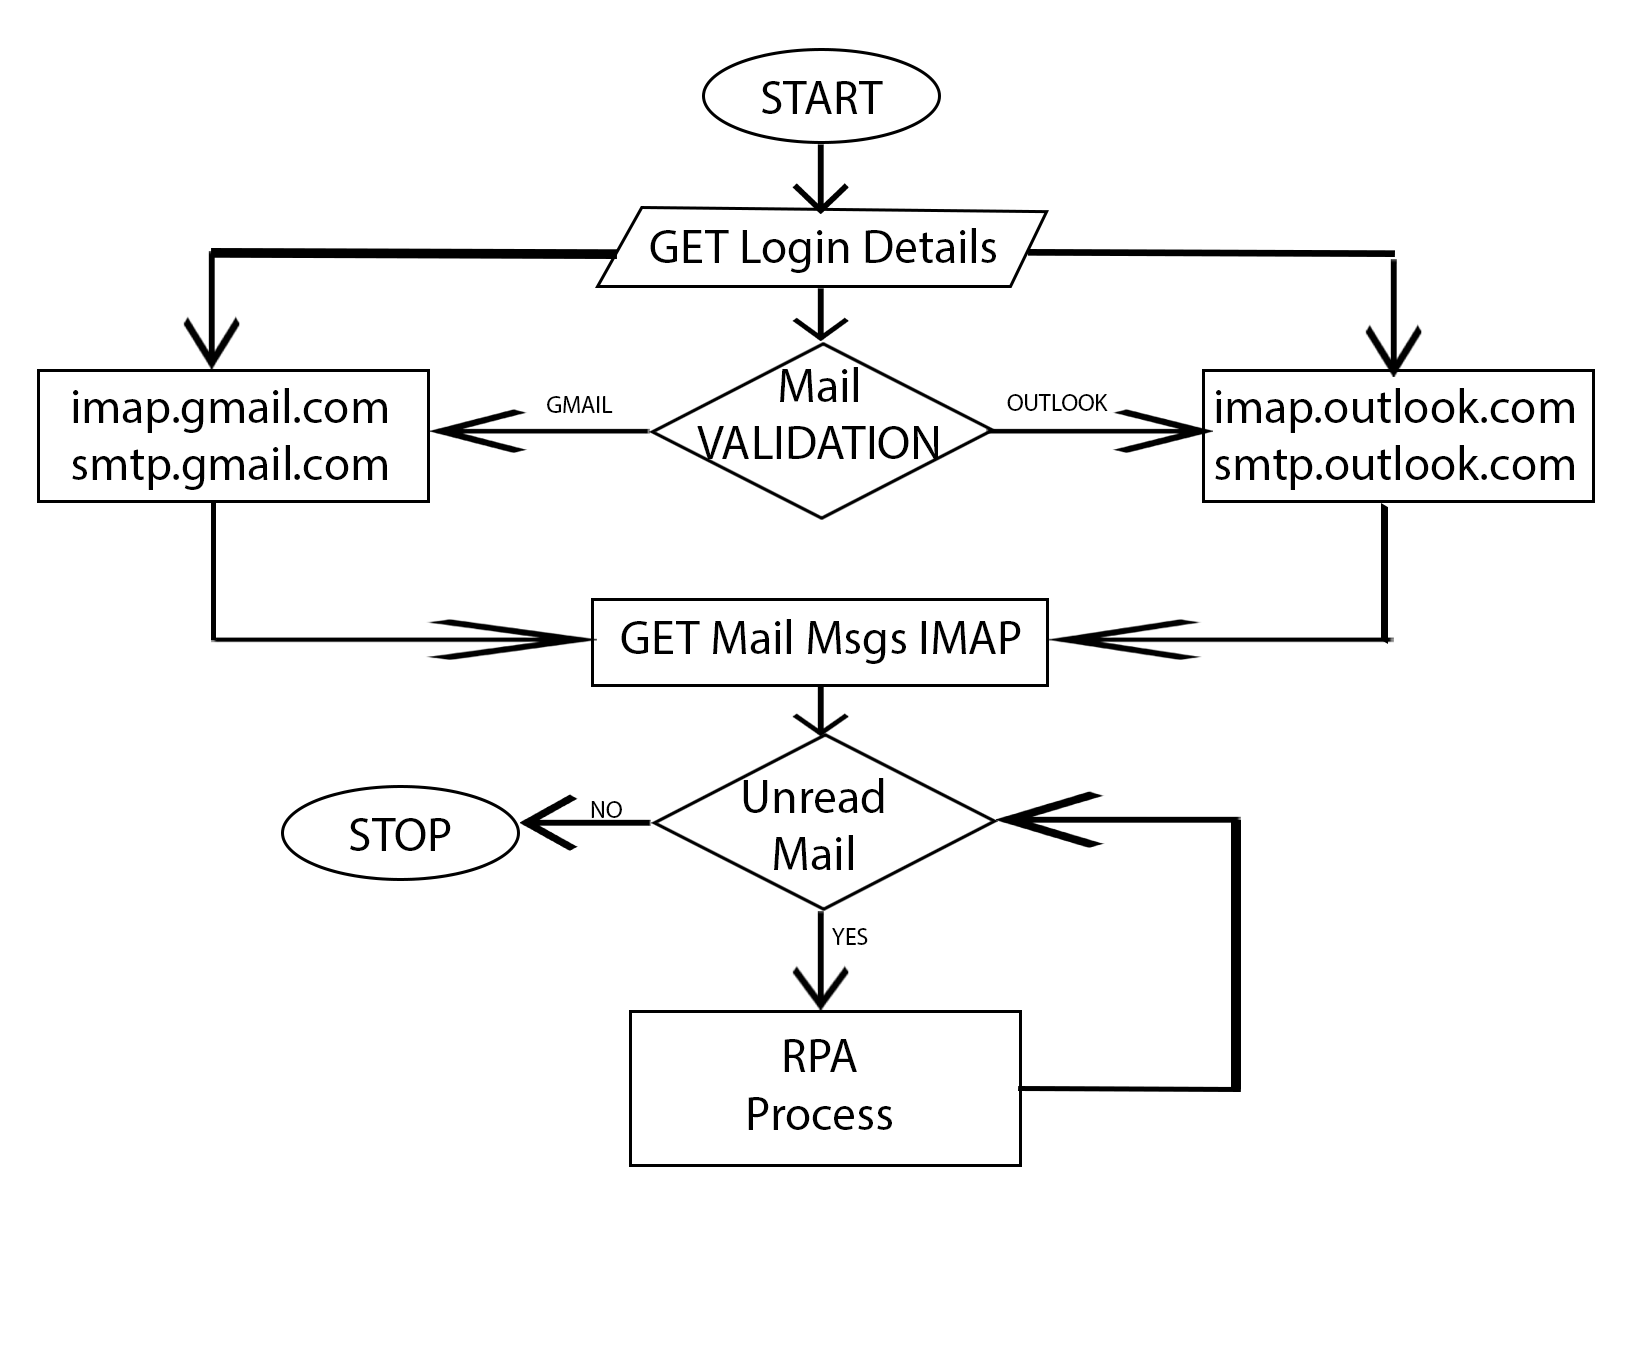 START
GET Login Details
Mail
VALIDATION
GMAIL
OUTLOOK
imap.gmail.com
smtp.gmail.com
imap.outlook.com
smtp.outlook.com
GET Mail Msgs IMAP
Unread
Mail
NO
STOP
YES
RPA
Process